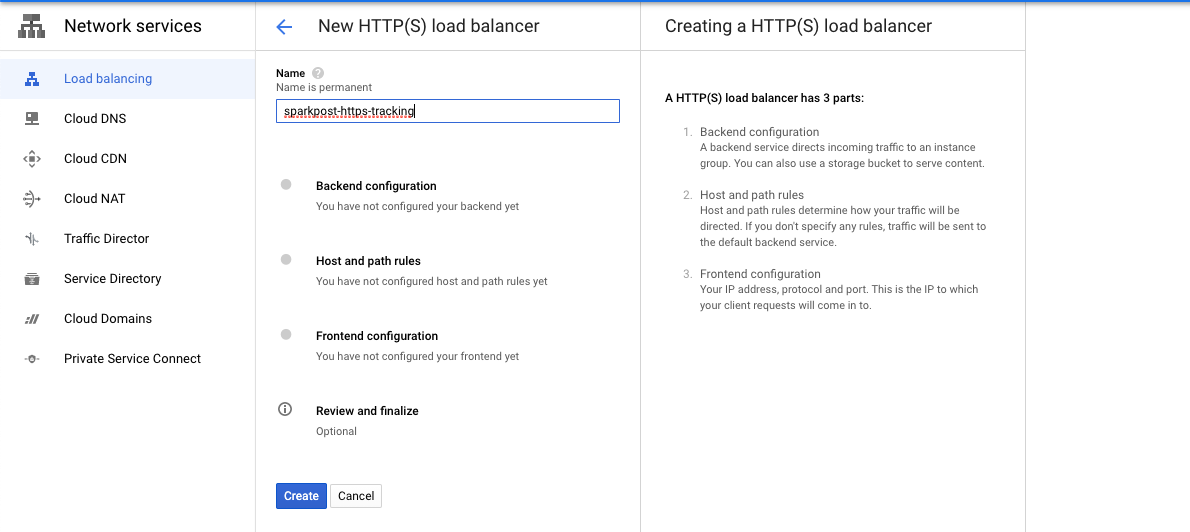 Network services
Load balancing
Cloud DNS
Cloud CDN
Cloud NAT
Traffic Director
Service Directory
Cloud Domains
Private Service Connect
New HTTP(S) load balancer
Name ?
Name is permanent
sparkpost-https-tracking
Backend configuration
You have not configured your backend yet
Host and path rules
You have not configured host and path rules yet
Frontend configuration
You have not configured your frontend yet
Review and finalize
Optional
Create Cancel
Creating a HTTP(S) load balancer
A HTTP(S) load balancer has 3 parts:
1. Backend configuration
A backend service directs incoming traffic to an instance
group. You can also use a storage bucket to serve content.
2. Host and path rules
Host and path rules determine how your traffic will be
directed. If you don't specify any rules, traffic will be sent to
the default backend service.
3. Frontend configuration
Your IP address, protocol and port. This is the IP to which
your client requests will come in to.